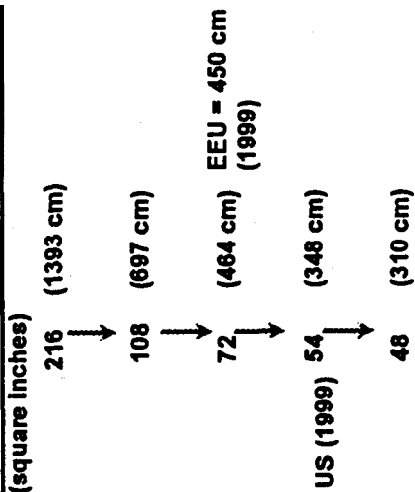 (square inches)
216 (1393 cm)
108 (697 cm)
72 (464 cm) EEU = 450 cm
(1999)
US (1999) 54 (348 cm)
48 (310 cm)